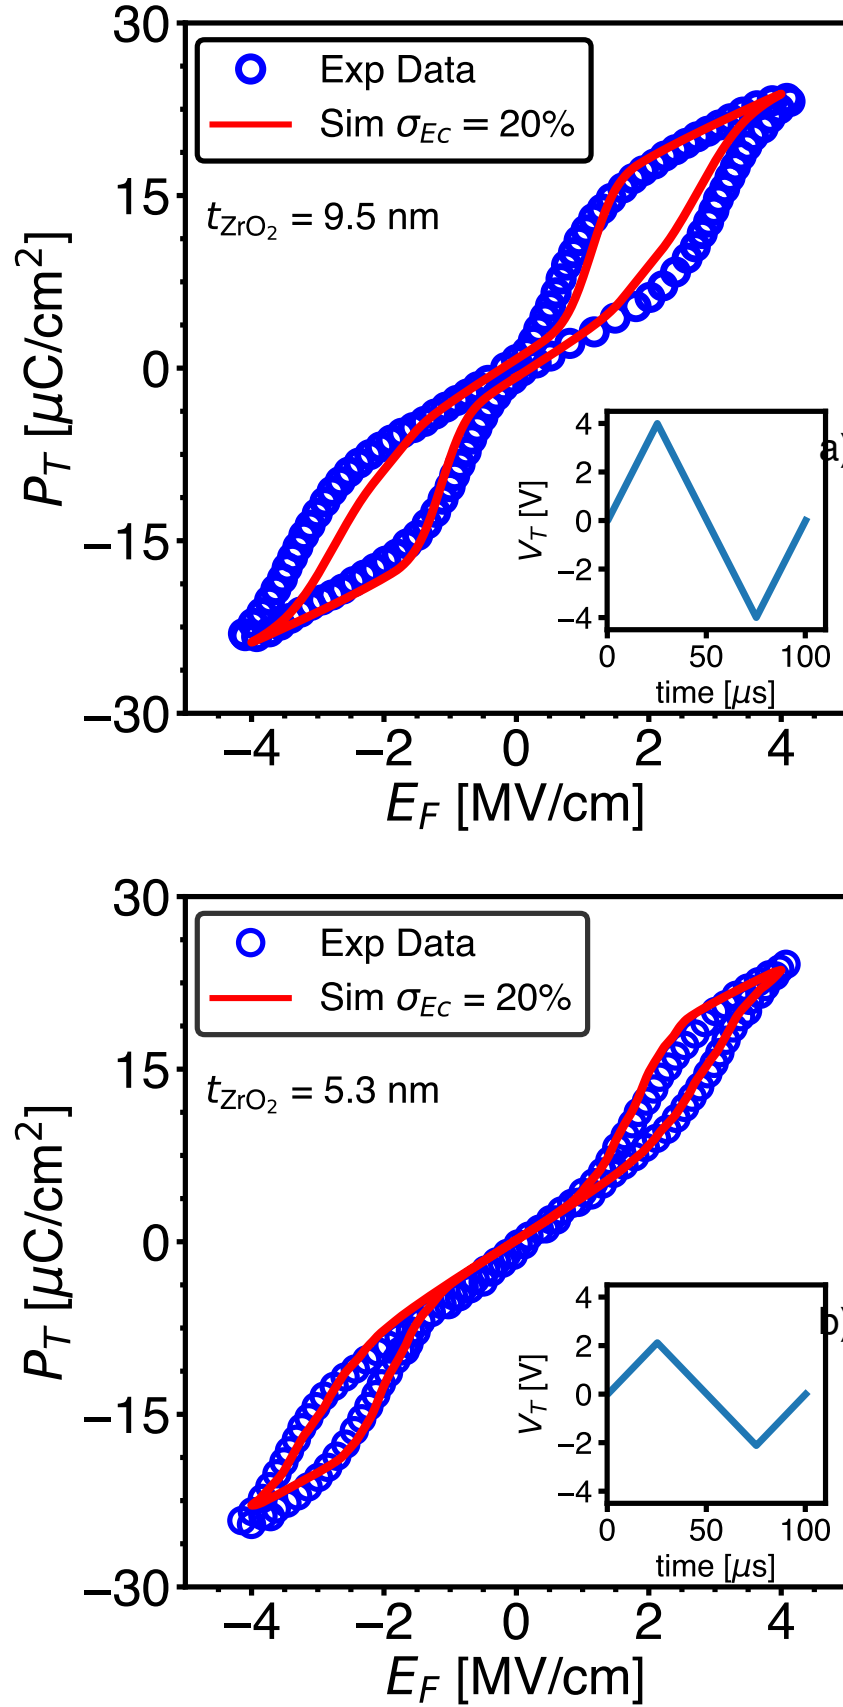 30
15
0
−15
−30
P_T [μC/cm²]
Exp Data
Sim σ_Ec = 20%
t_ZrO₂ = 9.5 nm
4
2
0
−2
−4
V_T [V]
a)
0 50 100
time [μs]
−4 −2 0 2 4
E_F [MV/cm]
30
15
0
−15
−30
P_T [μC/cm²]
Exp Data
Sim σ_Ec = 20%
t_ZrO₂ = 5.3 nm
4
2
0
−2
−4
V_T [V]
b)
0 50 100
time [μs]
−4 −2 0 2 4
E_F [MV/cm]